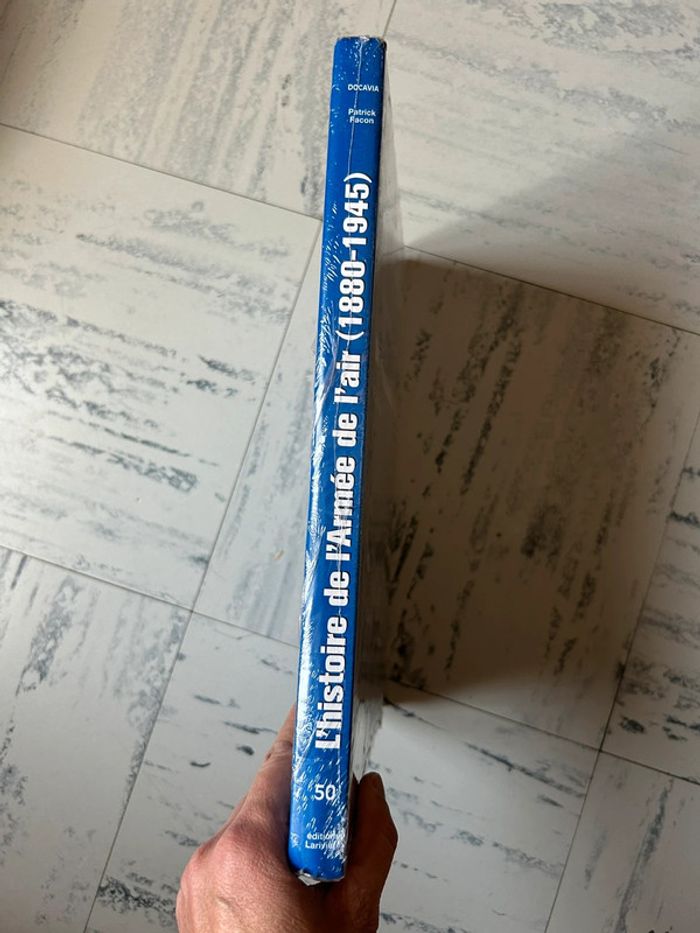 DOCAVIA
Patrick
Facon
L'histoire de l'Armée de l'air (1880-1945)
50